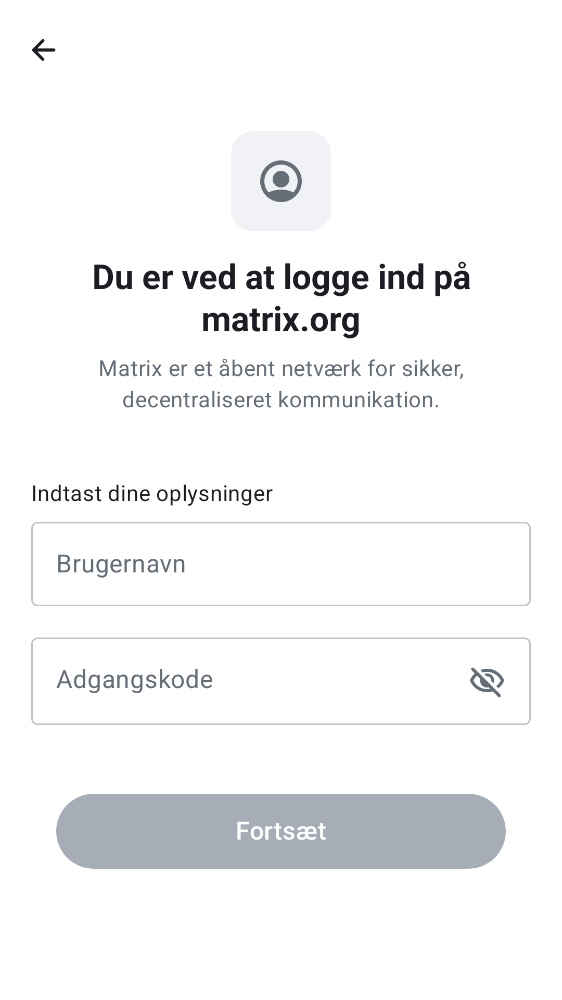 Du er ved at logge ind på
matrix.org
Matrix er et åbent netværk for sikker,
decentraliseret kommunikation.
Indtast dine oplysninger
Brugernavn
Adgangskode
Fortsæt